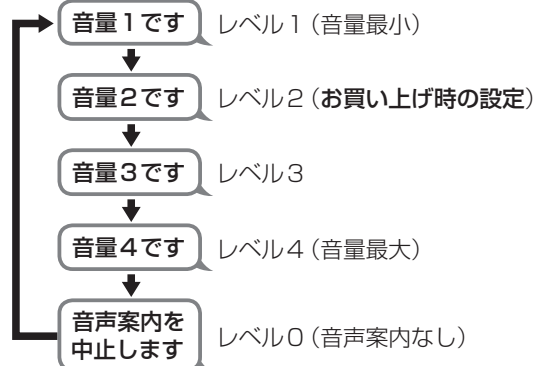 音量１です レベル１（音量最小）
音量２です レベル２（お買い上げ時の設定）
音量３です レベル３
音量４です レベル４（音量最大）
音声案内を
中止します レベル０（音声案内なし）